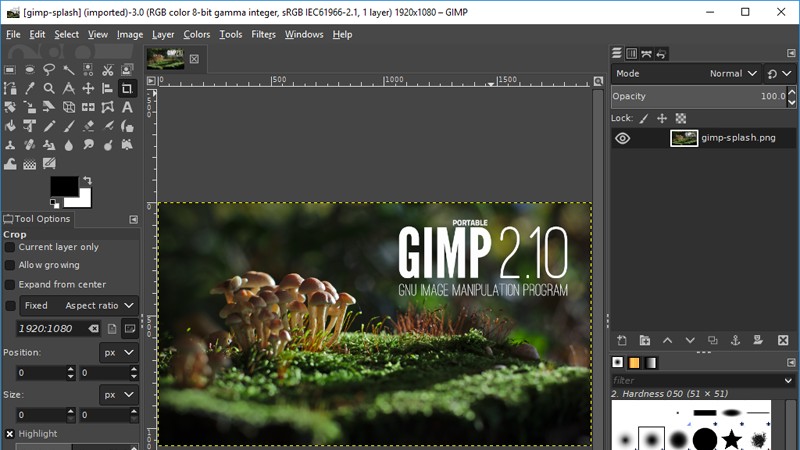 [gimp-splash] (imported)-3.0 (RGB color 8-bit gamma integer, sRGB IEC61966-2.1, 1 layer) 1920x1080 – GIMP
File Edit Select View Image Layer Colors Tools Filters Windows Help
0 500 1000 1500
Mode Normal
Opacity 100.0
Lock:
gimp-splash.png
Tool Options
Crop
Current layer only
Allow growing
Expand from center
Fixed Aspect ratio
1920:1080
Position: px
0 0
Size: px
0 0
Highlight
PORTABLE
GIMP 2.10
GNU IMAGE MANIPULATION PROGRAM
filter
2. Hardness 050 (51 × 51)